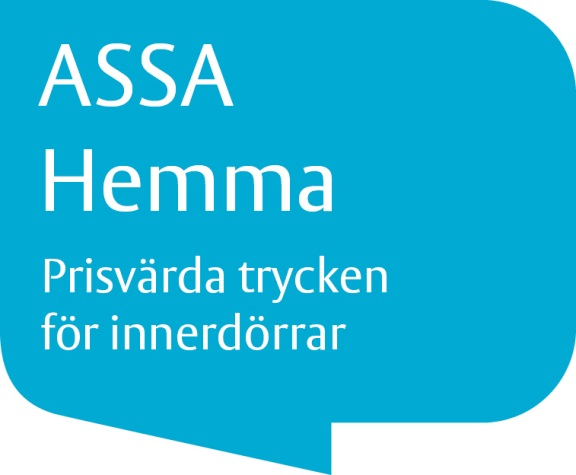 ASSA
Hemma
Prisvärda trycken
för innerdörrar